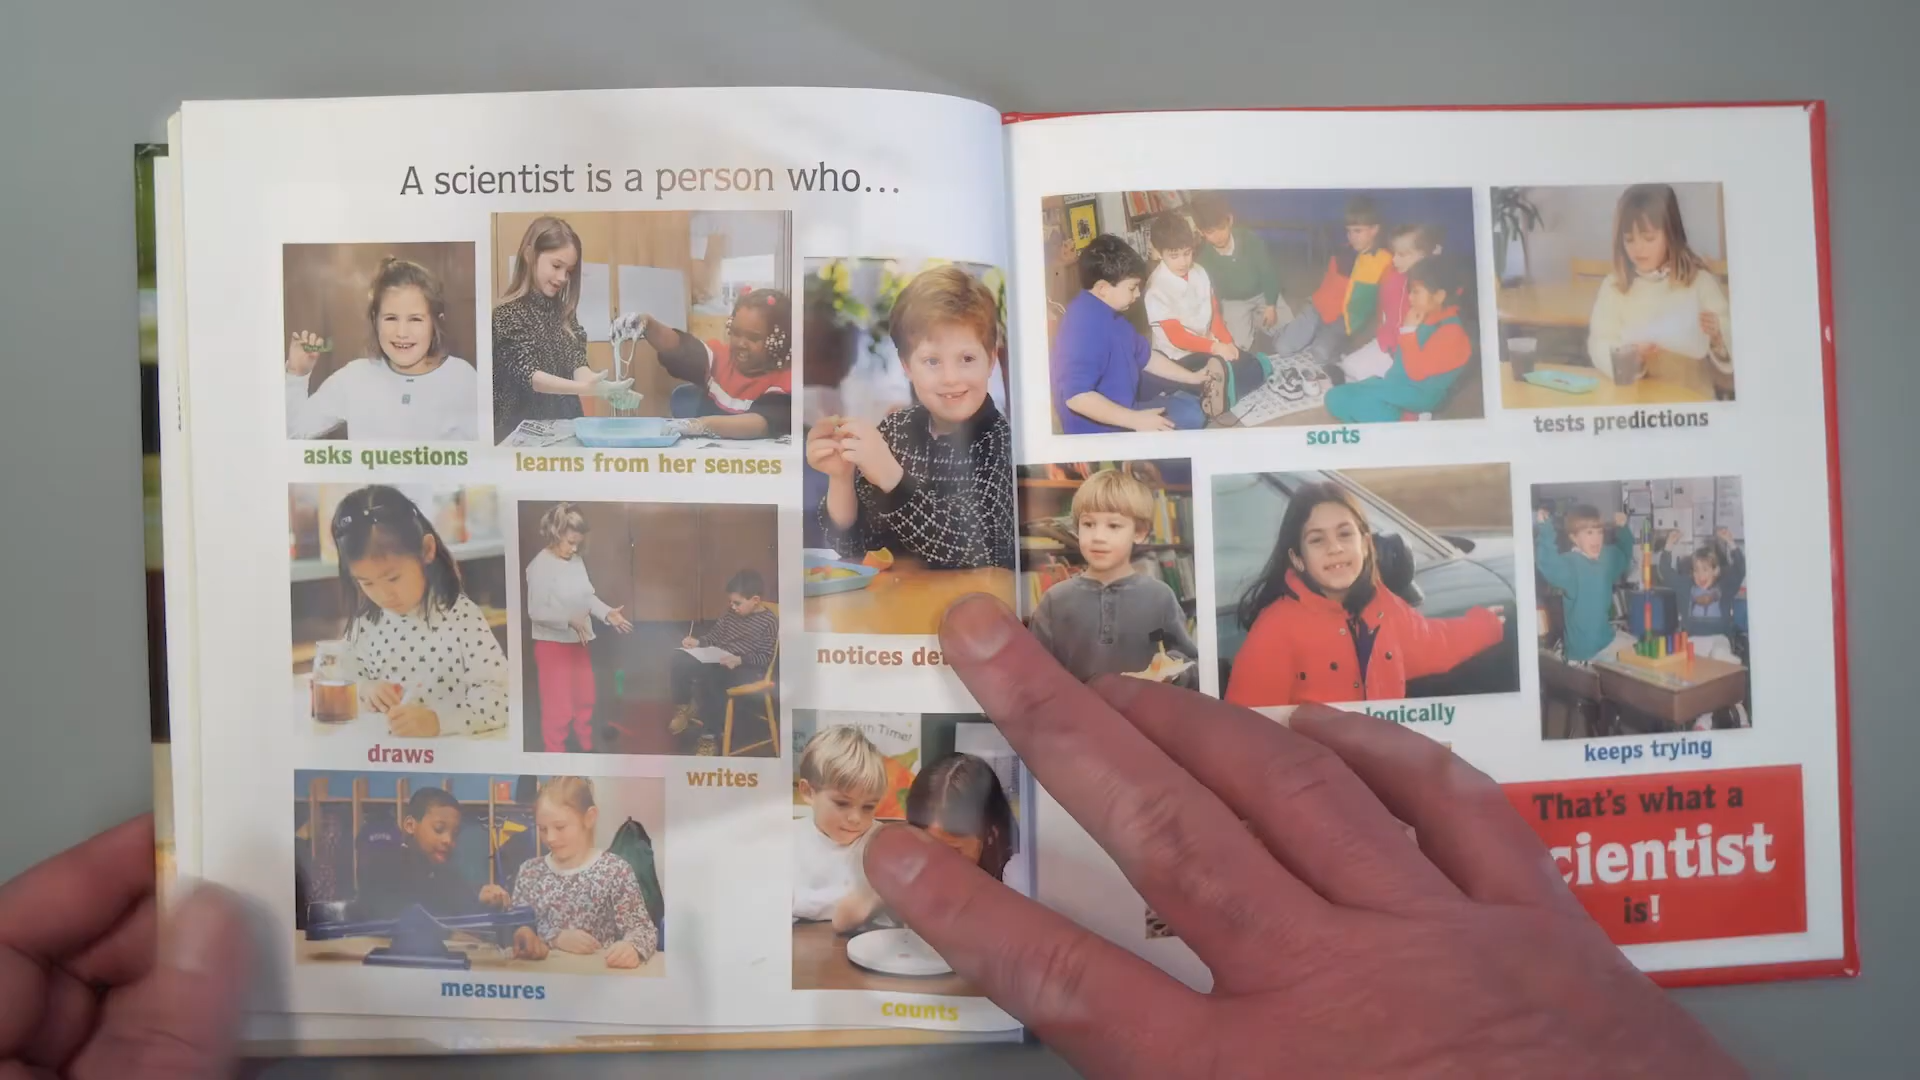 A scientist is a person who...
asks questions
learns from her senses
notices
draws
writes
measures
counts
sorts
tests predictions
keeps trying
That's what a
is!